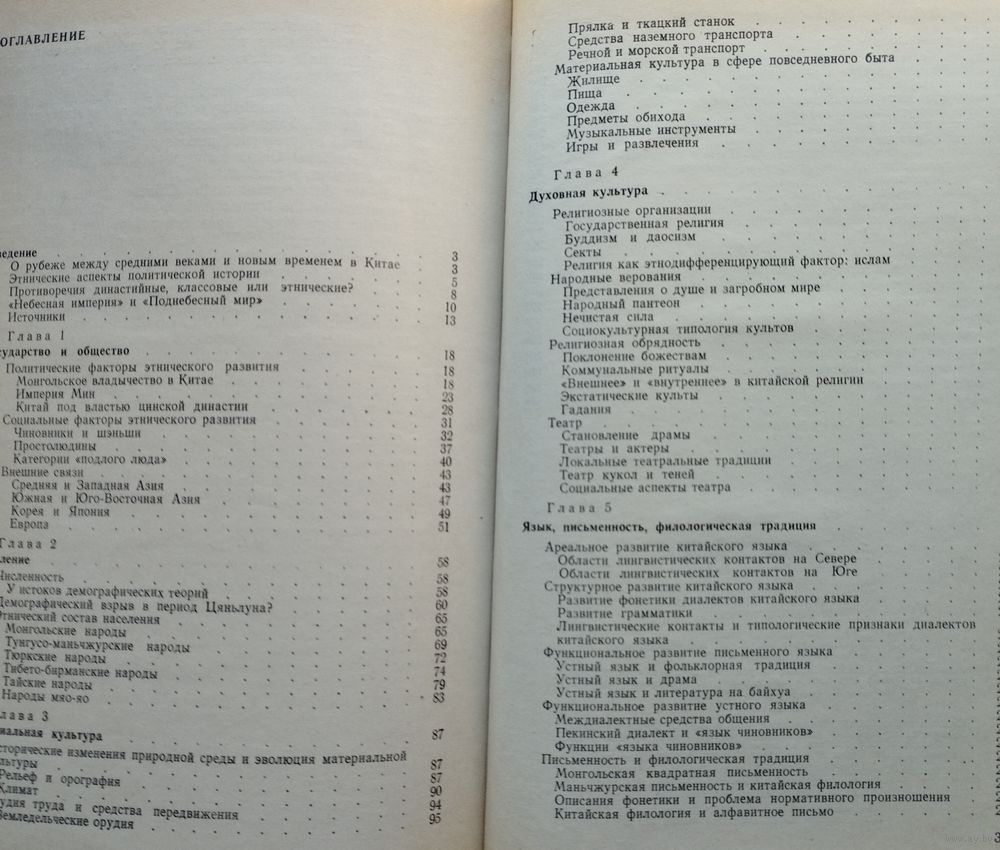 ОГЛАВЛЕНИЕ
ведение . . . 3
О рубеже между средними веками и новым временем в Китае 3
Этнические аспекты политической истории . . . 5
Противоречия династийные, классовые или этнические? . . . 8
«Небесная империя» и «Поднебесный мир» . . . 10
Источники . . . 13
Глава 1
сударство и общество . . . 18
Политические факторы этнического развития . . . 18
Монгольское владычество в Китае . . . 18
Империя Мин . . . 23
Китай под властью цинской династии . . . 28
Социальные факторы этнического развития . . . 31
Чиновники и шэньши . . . 32
Простолюдины . . . 37
Категории «подлого люда» . . . 40
Внешние связи . . . 43
Средняя и Западная Азия . . . 43
Южная и Юго-Восточная Азия . . . 47
Корея и Япония . . . 49
Европа . . . 51
Глава 2
ление . . . 58
Численность . . . 58
У истоков демографических теорий . . . 58
Демографический взрыв в период Цяньлуна? . . . 60
Этнический состав населения . . . 65
Монгольские народы . . . 65
Тунгусо-маньчжурские народы . . . 69
Тюркские народы . . . 72
Тибето-бирманские народы . . . 74
Тайские народы . . . 79
Народы мяо-яо . . . 83
лава 3
иальная культура . . . 87
сторические изменения природной среды и эволюция материальной
льтуры . . . 87
Рельеф и орография . . . 87
Климат . . . 90
удия труда и средства передвижения . . . 94
Земледельческие орудия . . . 95
Прялка и ткацкий станок . . .
Средства наземного транспорта . . .
Речной и морской транспорт . . .
Материальная культура в сфере повседневного быта . . .
Жилище . . .
Пища . . .
Одежда . . .
Предметы обихода . . .
Музыкальные инструменты . . .
Игры и развлечения . . .
Глава 4
Духовная культура . . .
Религиозные организации . . .
Государственная религия . . .
Буддизм и даосизм . . .
Секты . . .
Религия как этнодифференцирующий фактор: ислам . . .
Народные верования . . .
Представления о душе и загробном мире . . .
Народный пантеон . . .
Нечистая сила . . .
Социокультурная типология культов . . .
Религиозная обрядность . . .
Поклонение божествам . . .
Коммунальные ритуалы . . .
«Внешнее» и «внутреннее» в китайской религии . . .
Экстатические культы . . .
Гадания . . .
Театр . . .
Становление драмы . . .
Театры и актеры . . .
Локальные театральные традиции . . .
Театр кукол и теней . . .
Социальные аспекты театра . . .
Глава 5
Язык, письменность, филологическая традиция . . .
Ареальное развитие китайского языка . . .
Области лингвистических контактов на Севере . . .
Области лингвистических контактов на Юге . . .
Структурное развитие китайского языка . . .
Развитие фонетики диалектов китайского языка . . .
Развитие грамматики . . .
Лингвистические контакты и типологические признаки диалектов
китайского языка . . .
Функциональное развитие письменного языка . . .
Устный язык и фольклорная традиция . . .
Устный язык и драма . . .
Устный язык и литература на байхуа . . .
Функциональное развитие устного языка . . .
Междиалектные средства общения . . .
Пекинский диалект и «язык чиновников» . . .
Функции «языка чиновников» . . .
Письменность и филологическая традиция . . .
Монгольская квадратная письменность . . .
Маньчжурская письменность и китайская филология . . .
Описания фонетики и проблема нормативного произношения
Китайская филология и алфавитное письмо . . .